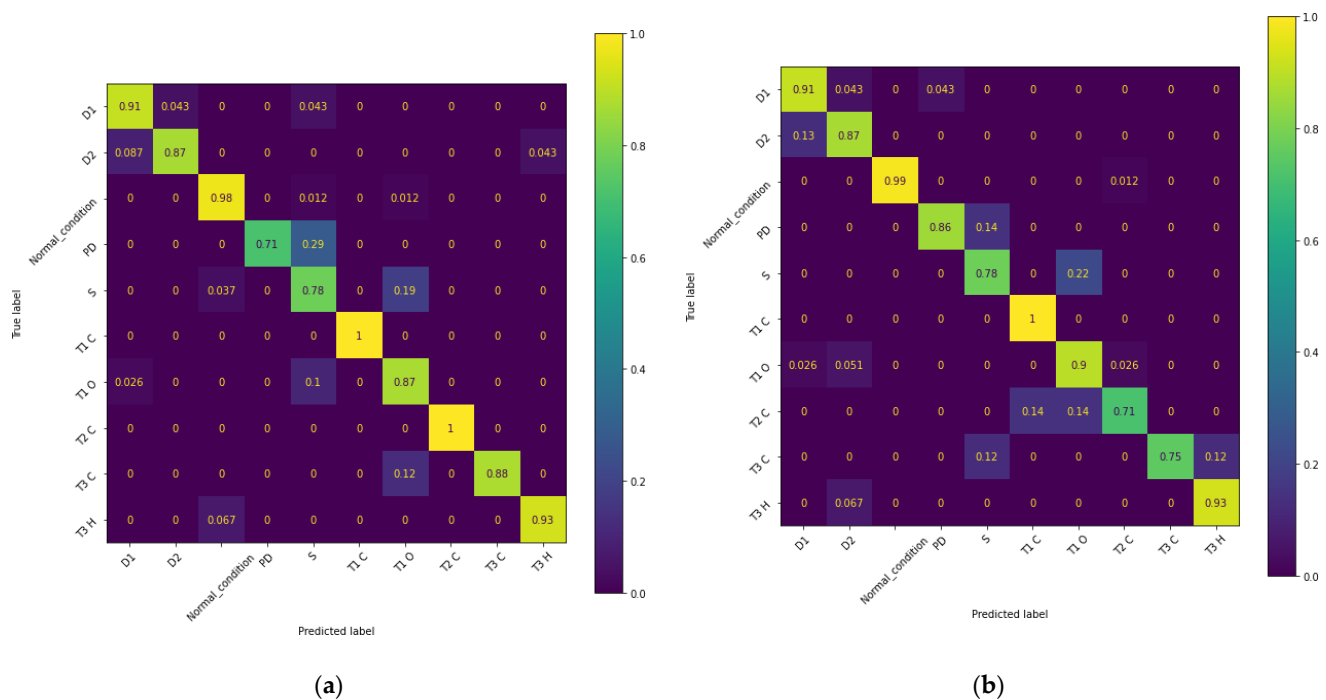 D1 0.91 0.043 0 0 0.043 0 0 0 0 0
D2 0.087 0.87 0 0 0 0 0 0 0 0.043
Normal_condition 0 0 0.98 0 0.012 0 0.012 0 0 0
PD 0 0 0 0.71 0.29 0 0 0 0 0
S 0 0 0.037 0 0.78 0 0.19 0 0 0
T1 C 0 0 0 0 0 1 0 0 0 0
T1 O 0.026 0 0 0 0.1 0 0.87 0 0 0
T2 C 0 0 0 0 0 0 0 1 0 0
T3 C 0 0 0 0 0 0 0.12 0 0.88 0
T3 H 0 0 0.067 0 0 0 0 0 0 0.93
True label
D1 D2 Normal_condition PD S T1 C T1 O T2 C T3 C T3 H
Predicted label
1.0
0.8
0.6
0.4
0.2
0.0
(a)
D1 0.91 0.043 0 0.043 0 0 0 0 0 0
D2 0.13 0.87 0 0 0 0 0 0 0 0
Normal_condition 0 0 0.99 0 0 0 0 0.012 0 0
PD 0 0 0 0.86 0.14 0 0 0 0 0
S 0 0 0 0 0.78 0 0.22 0 0 0
T1 C 0 0 0 0 0 1 0 0 0 0
T1 O 0.026 0.051 0 0 0 0 0.9 0.026 0 0
T2 C 0 0 0 0 0 0.14 0.14 0.71 0 0
T3 C 0 0 0 0 0.12 0 0 0 0.75 0.12
T3 H 0 0.067 0 0 0 0 0 0 0 0.93
True label
D1 D2 Normal_condition PD S T1 C T1 O T2 C T3 C T3 H
Predicted label
1.0
0.8
0.6
0.4
0.2
0.0
(b)